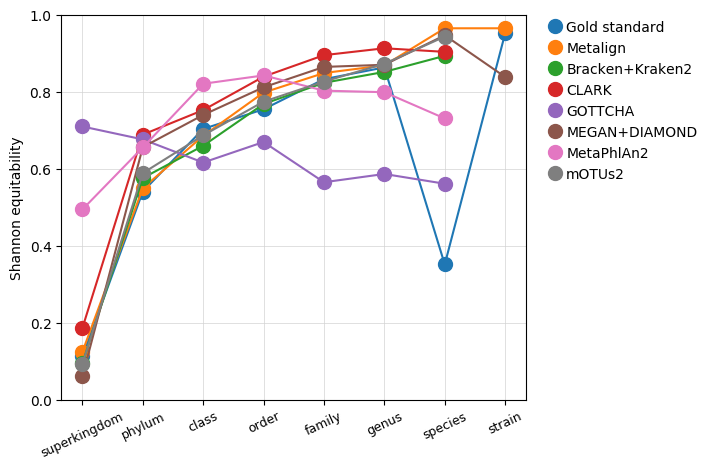 1.0
0.8
0.6
0.4
0.2
0.0
Shannon equitability
superkingdom
phylum
class
order
family
genus
species
strain
Gold standard
Metalign
Bracken+Kraken2
CLARK
GOTTCHA
MEGAN+DIAMOND
MetaPhlAn2
mOTUs2